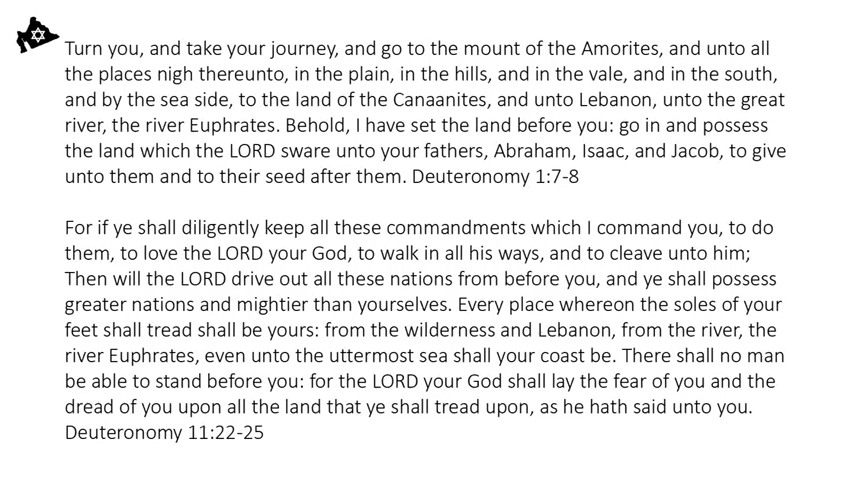 Turn you, and take your journey, and go to the mount of the Amorites, and unto all
the places nigh thereunto, in the plain, in the hills, and in the vale, and in the south,
and by the sea side, to the land of the Canaanites, and unto Lebanon, unto the great
river, the river Euphrates. Behold, I have set the land before you: go in and possess
the land which the LORD sware unto your fathers, Abraham, Isaac, and Jacob, to give
unto them and to their seed after them. Deuteronomy 1:7-8
For if ye shall diligently keep all these commandments which I command you, to do
them, to love the LORD your God, to walk in all his ways, and to cleave unto him;
Then will the LORD drive out all these nations from before you, and ye shall possess
greater nations and mightier than yourselves. Every place whereon the soles of your
feet shall tread shall be yours: from the wilderness and Lebanon, from the river, the
river Euphrates, even unto the uttermost sea shall your coast be. There shall no man
be able to stand before you: for the LORD your God shall lay the fear of you and the
dread of you upon all the land that ye shall tread upon, as he hath said unto you.
Deuteronomy 11:22-25